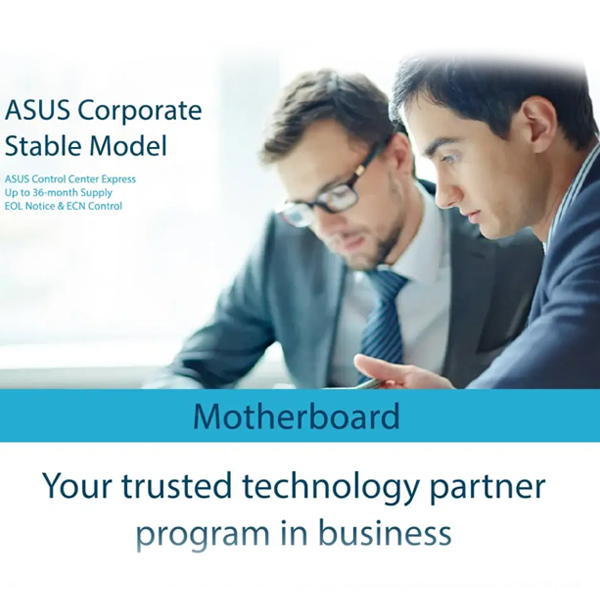 ASUS Corporate
Stable Model
ASUS Control Center Express
Up to 36-month Supply
EOL Notice & ECN Control
Motherboard
Your trusted technology partner
program in business